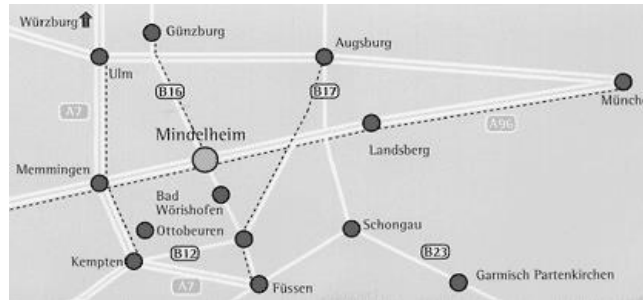 Würzburg
Günzburg
Augsburg
Ulm
B16
B17
Münche
A7
A96
Mindelheim
Landsberg
Memmingen
Bad
Wörishofen
Ottobeuren
Schongau
B12
B23
Kempten
A7
Füssen
Garmisch Partenkirchen